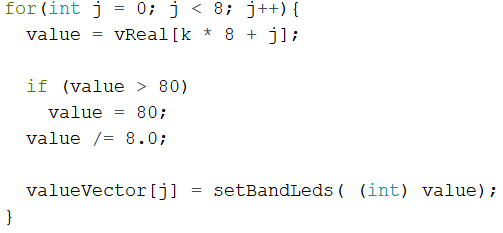 for(int j = 0; j < 8; j++){
  value = vReal[k * 8 + j];

  if (value > 80)
    value = 80;
  value /= 8.0;

  valueVector[j] = setBandLeds( (int) value);
}